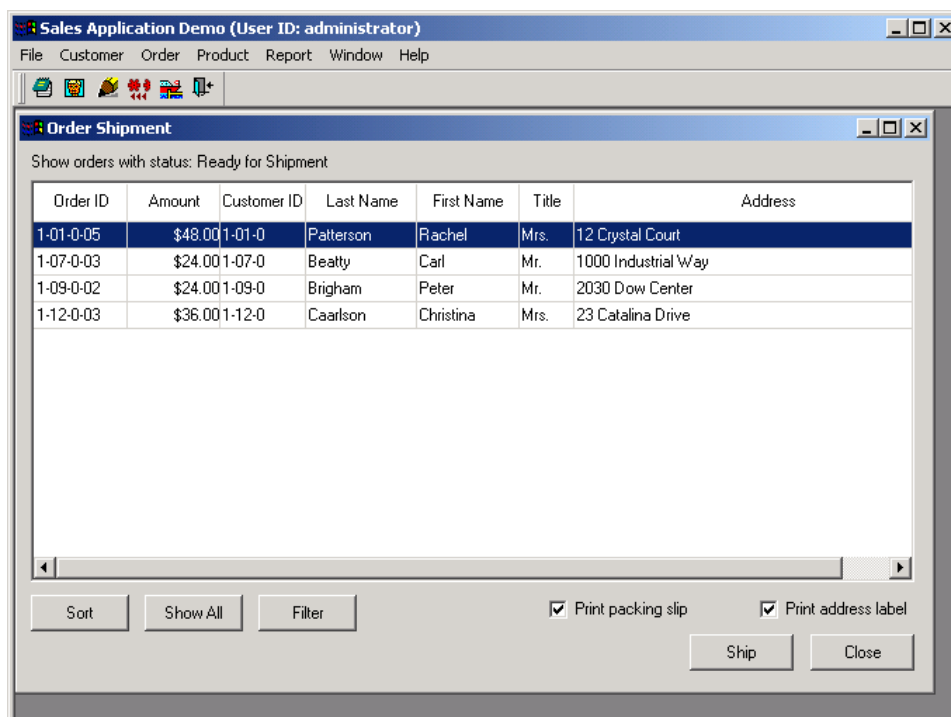 Sales Application Demo (User ID: administrator)
File Customer Order Product Report Window Help
Order Shipment
Show orders with status: Ready for Shipment
Order ID Amount Customer ID Last Name First Name Title Address
1-01-0-05 $48.00 1-01-0 Patterson Rachel Mrs. 12 Crystal Court
1-07-0-03 $24.00 1-07-0 Beatty Carl Mr. 1000 Industrial Way
1-09-0-02 $24.00 1-09-0 Brigham Peter Mr. 2030 Dow Center
1-12-0-03 $36.00 1-12-0 Caarlson Christina Mrs. 23 Catalina Drive
Sort Show All Filter Print packing slip Print address label
Ship Close